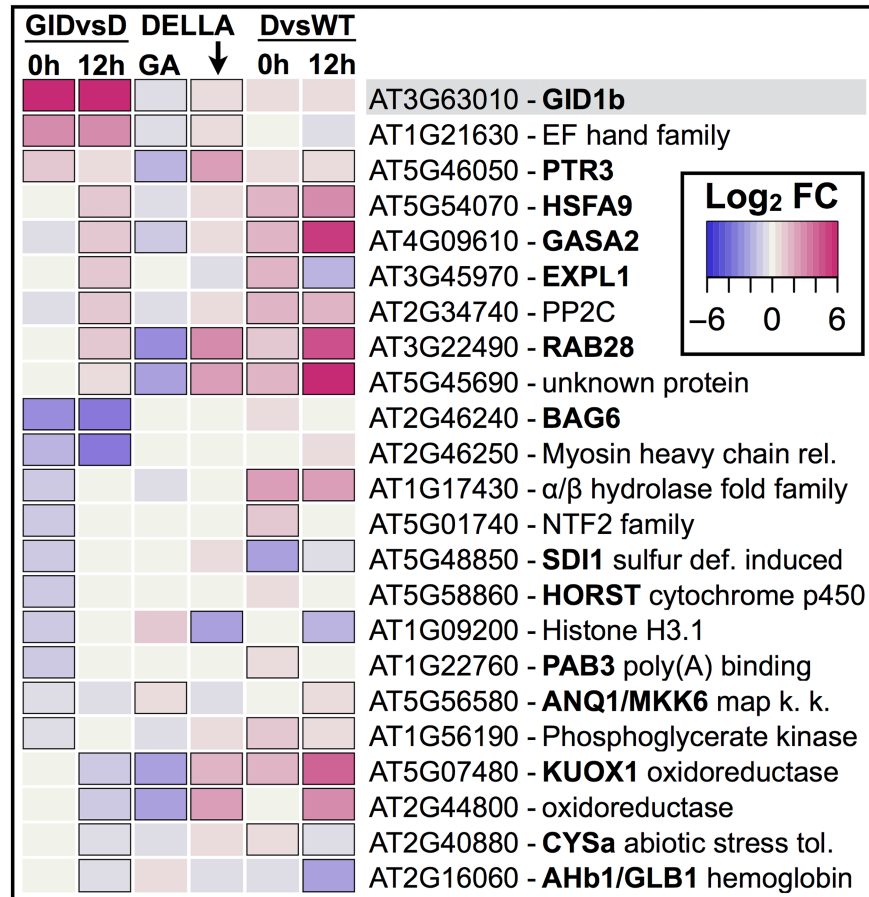 GIDvsD DELLA DvsWT
0h 12h GA ↓ 0h 12h
AT3G63010 - GID1b
AT1G21630 - EF hand family
AT5G46050 - PTR3
AT5G54070 - HSFA9
AT4G09610 - GASA2
AT3G45970 - EXPL1
AT2G34740 - PP2C
AT3G22490 - RAB28
AT5G45690 - unknown protein
AT2G46240 - BAG6
AT2G46250 - Myosin heavy chain rel.
AT1G17430 - α/β hydrolase fold family
AT5G01740 - NTF2 family
AT5G48850 - SDI1 sulfur def. induced
AT5G58860 - HORST cytochrome p450
AT1G09200 - Histone H3.1
AT1G22760 - PAB3 poly(A) binding
AT5G56580 - ANQ1/MKK6 map k. k.
AT1G56190 - Phosphoglycerate kinase
AT5G07480 - KUOX1 oxidoreductase
AT2G44800 - oxidoreductase
AT2G40880 - CYSa abiotic stress tol.
AT2G16060 - AHb1/GLB1 hemoglobin
Log₂ FC
−6 0 6